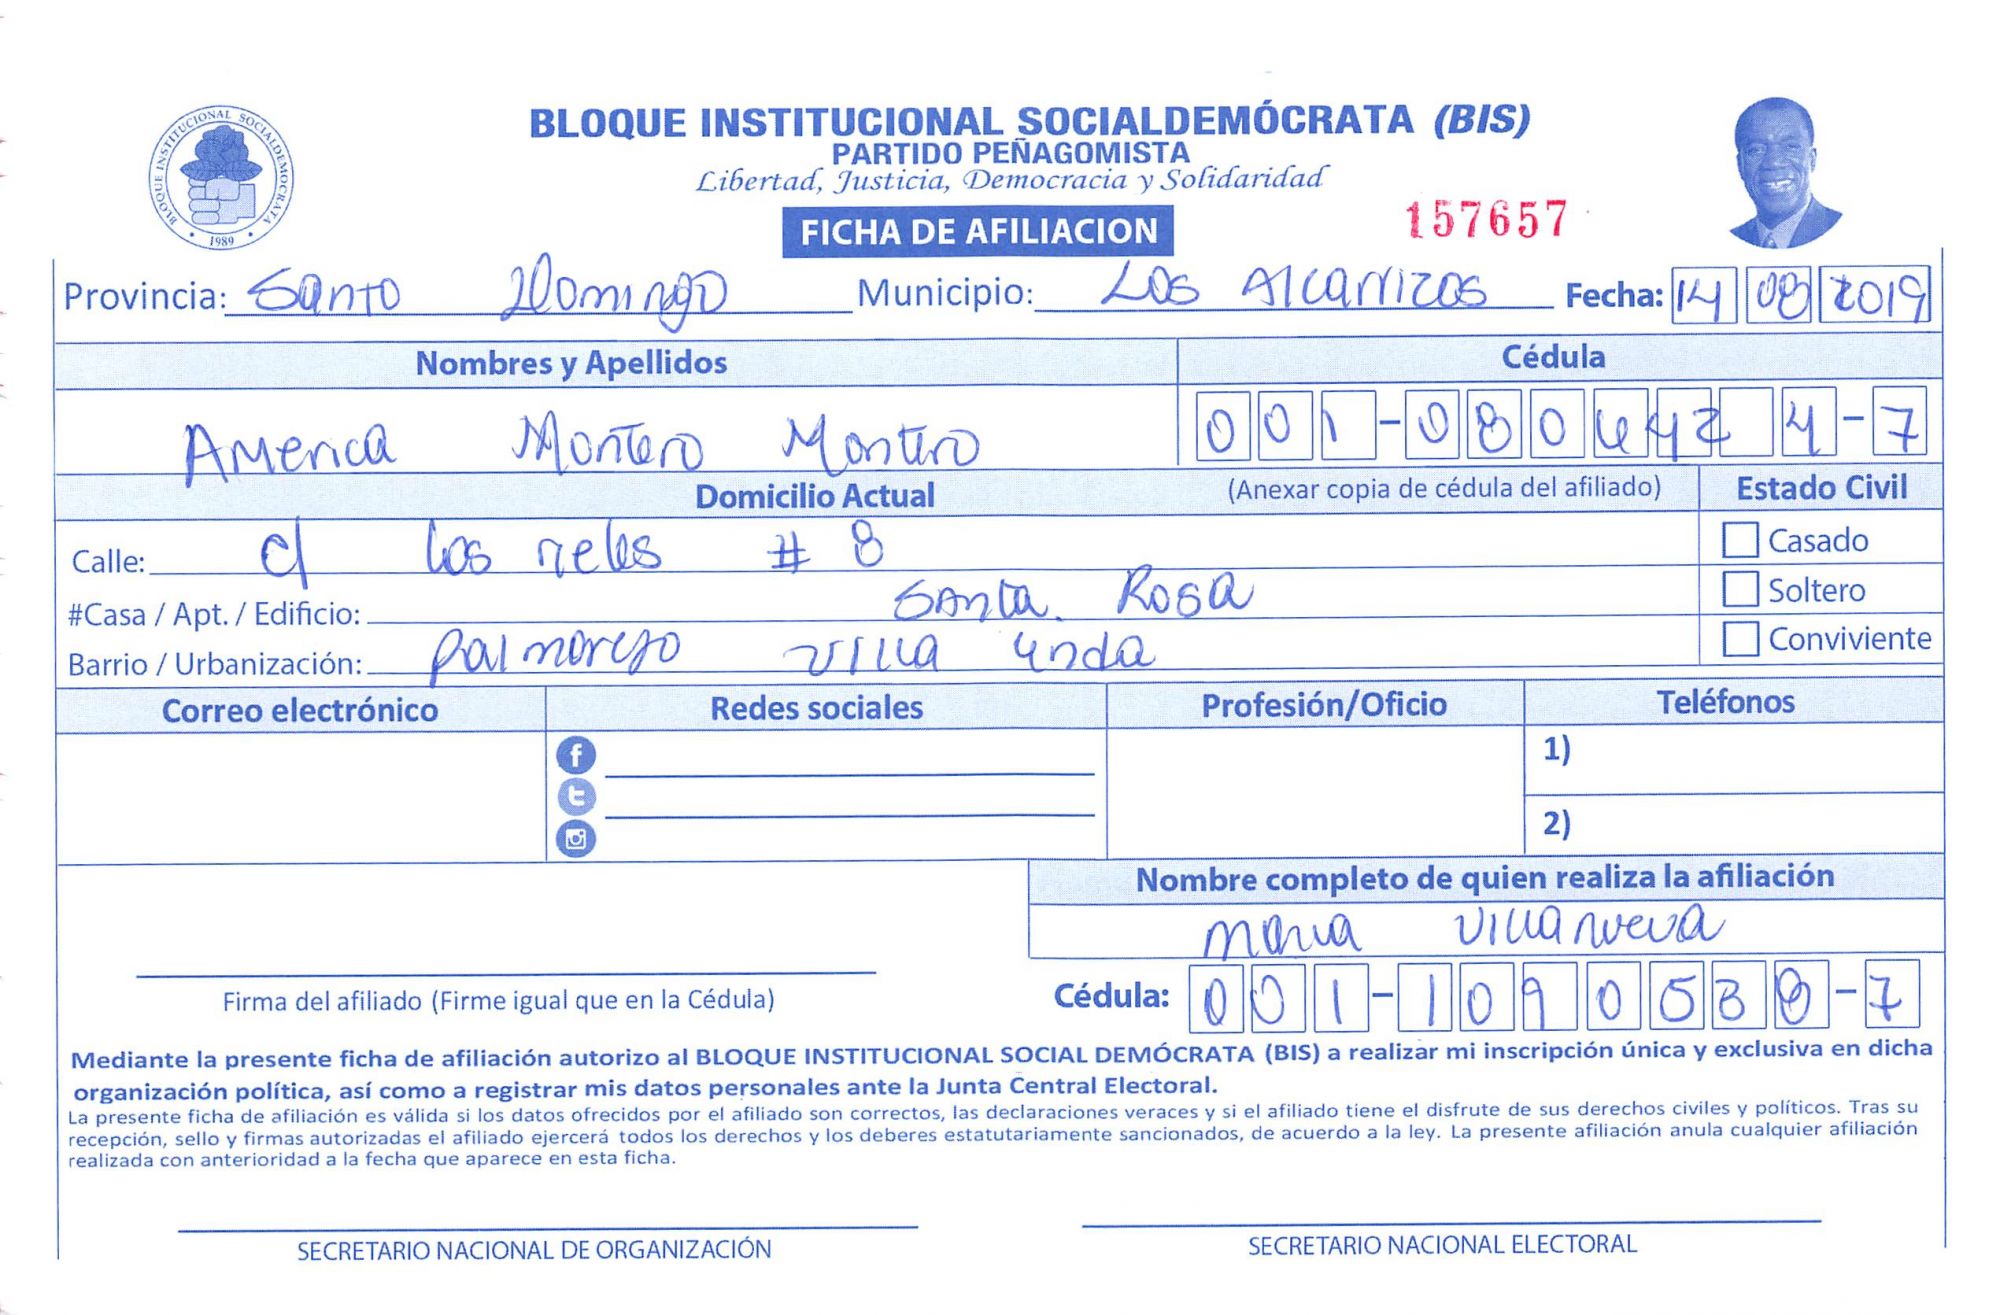 BLOQUE INSTITUCIONAL SOCIALDEMÓCRATA (BIS)
PARTIDO PEÑAGOMISTA
Libertad, Justicia, Democracia y Solidaridad
BLOQUE INSTITUCIONAL SOCIALDEMOCRATA
1989
FICHA DE AFILIACION
157657
Provincia: Santo Domingo Municipio: Los Alcarrizos Fecha: 14 08 2019
Nombres y Apellidos Cédula
America Montero Montero 001-080642 4-7
Domicilio Actual (Anexar copia de cédula del afiliado) Estado Civil
Calle: c/ Los # 8 Casado
#Casa / Apt. / Edificio: Santa Rosa Soltero
Barrio / Urbanización: Palmarejo Villa Linda Conviviente
Correo electrónico Redes sociales Profesión/Oficio Teléfonos
1)
2)
Nombre completo de quien realiza la afiliación
Maria Villanueva
Firma del afiliado (Firme igual que en la Cédula) Cédula: 001-1090538-7
Mediante la presente ficha de afiliación autorizo al BLOQUE INSTITUCIONAL SOCIAL DEMÓCRATA (BIS) a realizar mi inscripción única y exclusiva en dicha
organización política, así como a registrar mis datos personales ante la Junta Central Electoral.
La presente ficha de afiliación es válida si los datos ofrecidos por el afiliado son correctos, las declaraciones veraces y si el afiliado tiene el disfrute de sus derechos civiles y políticos. Tras su
recepción, sello y firmas autorizadas el afiliado ejercerá todos los derechos y los deberes estatutariamente sancionados, de acuerdo a la ley. La presente afiliación anula cualquier afiliación
realizada con anterioridad a la fecha que aparece en esta ficha.
SECRETARIO NACIONAL DE ORGANIZACIÓN SECRETARIO NACIONAL ELECTORAL